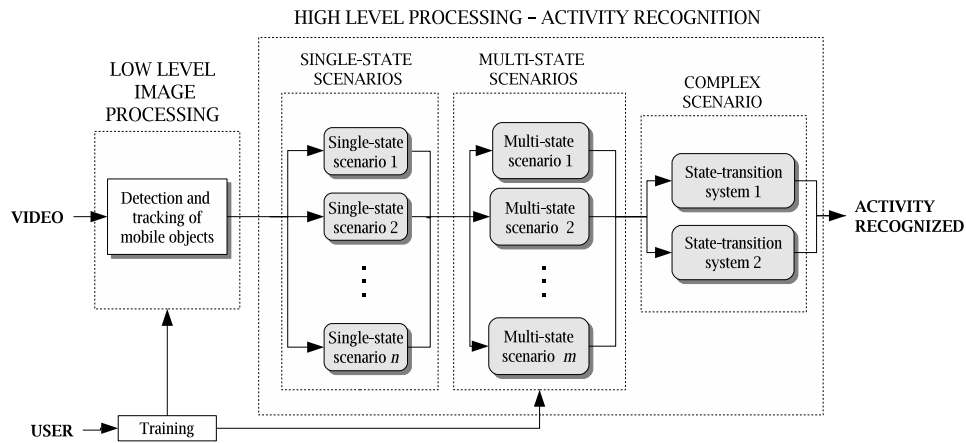 HIGH LEVEL PROCESSING – ACTIVITY RECOGNITION
LOW LEVEL
IMAGE
PROCESSING
SINGLE-STATE
SCENARIOS
MULTI-STATE
SCENARIOS
COMPLEX
SCENARIO
VIDEO
Detection and
tracking of
mobile objects
Single-state
scenario 1
Single-state
scenario 2
Single-state
scenario n
Multi-state
scenario 1
Multi-state
scenario 2
Multi-state
scenario m
State-transition
system 1
State-transition
system 2
ACTIVITY
RECOGNIZED
USER
Training